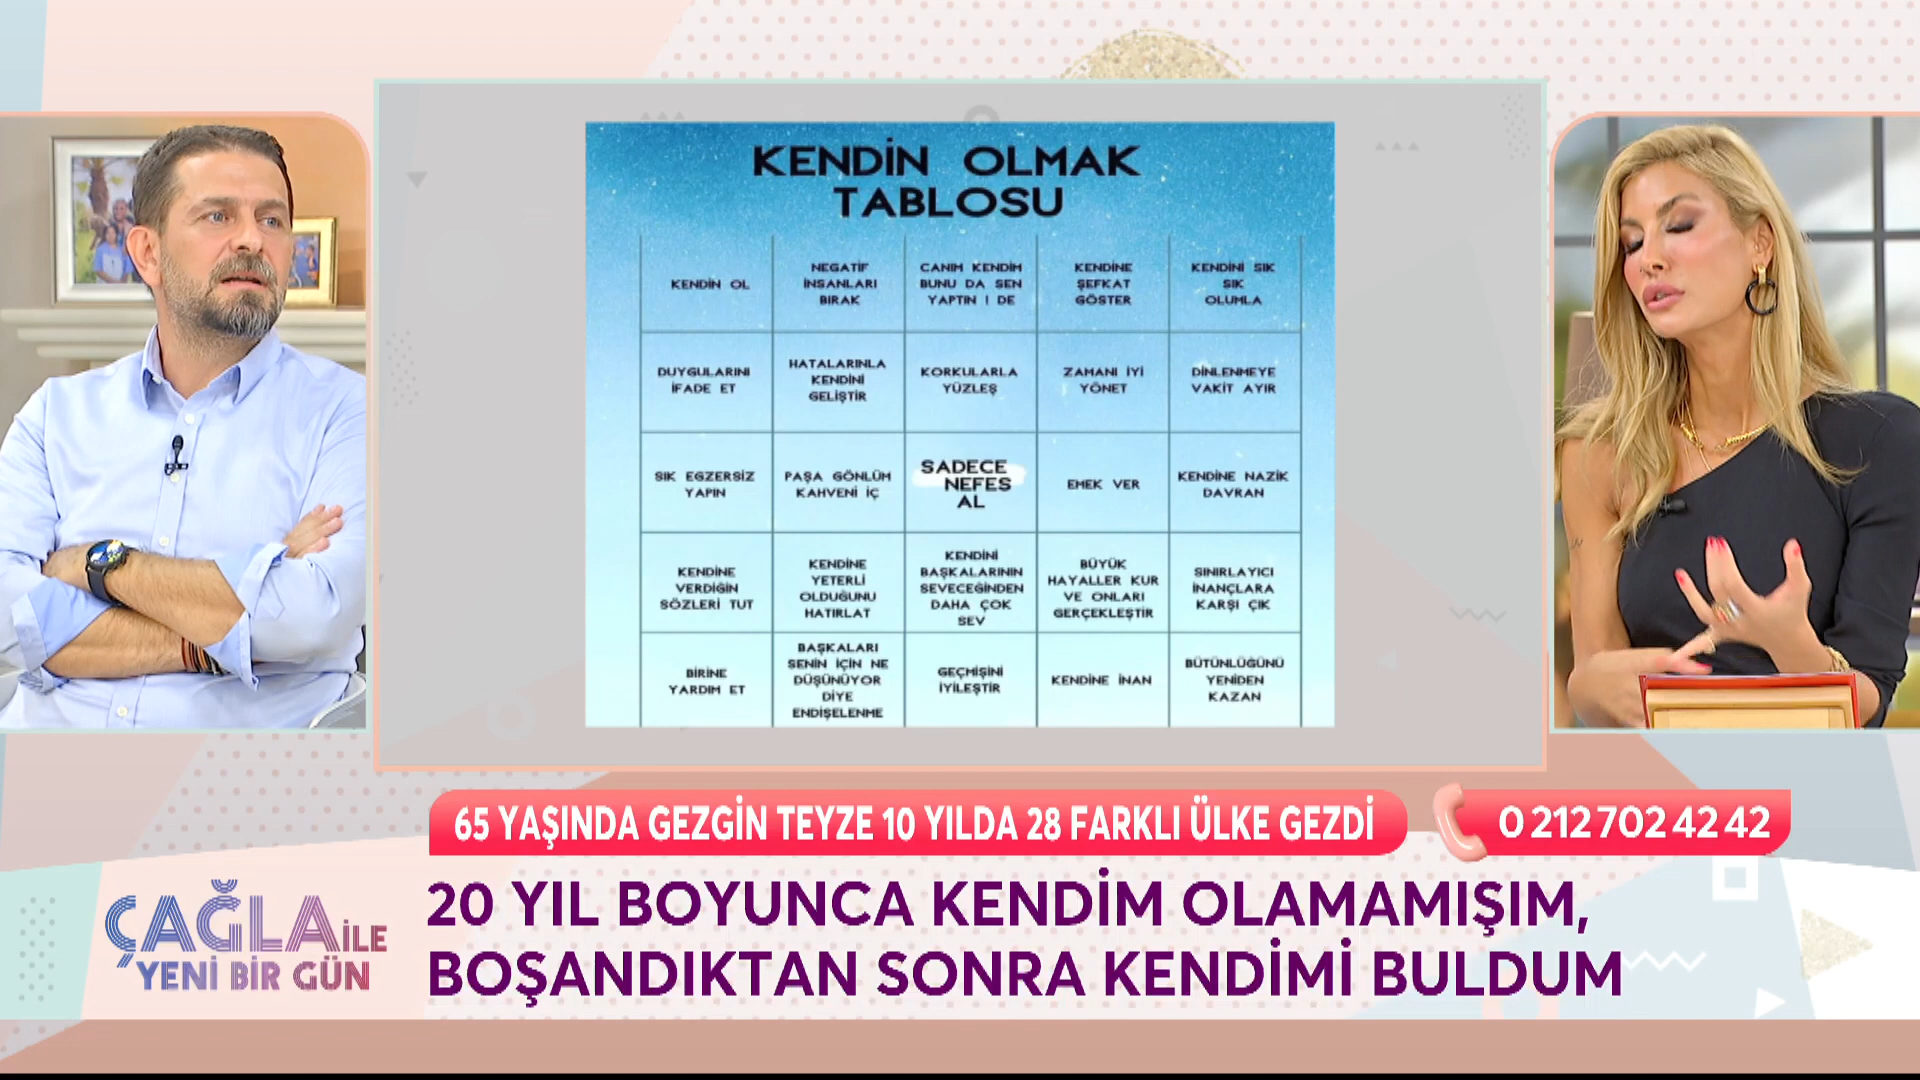 KENDİN OLMAK
TABLOSU
KENDİN OL
NEGATİF
İNSANLARI
BIRAK
CANIM KENDİM
BUNU DA SEN
YAPTIN ! DE
KENDİNE
ŞEFKAT
GÖSTER
KENDİNİ SIK
SIK
OLUMLA
DUYGULARINI
İFADE ET
HATALARINLA
KENDİNİ
GELİŞTİR
KORKULARLA
YÜZLEŞ
ZAMANI İYİ
YÖNET
DİNLENMEYE
VAKİT AYIR
SIK EGZERSİZ
YAPIN
PAŞA GÖNLÜM
KAHVENİ İÇ
SADECE
NEFES
AL
EMEK VER
KENDİNE NAZİK
DAVRAN
KENDİNE
VERDİĞİN
SÖZLERİ TUT
KENDİNE
YETERLİ
OLDUĞUNU
HATIRLAT
KENDİNİ
BAŞKALARININ
SEVECEĞİNDEN
DAHA ÇOK
SEV
BÜYÜK
HAYALLER KUR
VE ONLARI
GERÇEKLEŞTİR
SINIRLAYICI
İNANÇLARA
KARŞI ÇIK
BİRİNE
YARDIM ET
BAŞKALARI
SENİN İÇİN NE
DÜŞÜNÜYOR
DİYE
ENDİŞELENME
GEÇMİŞİNİ
İYİLEŞTİR
KENDİNE İNAN
BÜTÜNLÜĞÜNÜ
YENİDEN
KAZAN
65 YAŞINDA GEZGİN TEYZE 10 YILDA 28 FARKLI ÜLKE GEZDİ
0 212 702 42 42
ÇAĞLA İLE
YENİ BİR GÜN
20 YIL BOYUNCA KENDİM OLAMAMIŞIM,
BOŞANDIKTAN SONRA KENDİMİ BULDUM